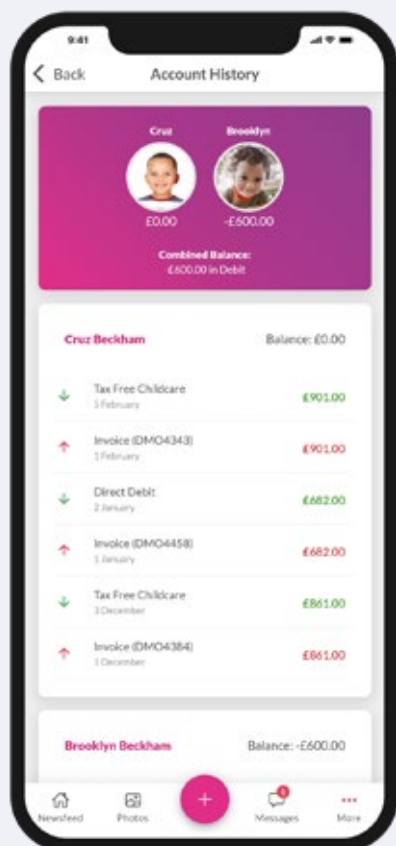 9:41
Back Account History
Cruz Brooklyn
£0.00 -£600.00
Combined Balance:
-£600.00 in Debit
Cruz Beckham Balance: £0.00
Tax Free Childcare £901.00
5 February
Invoice (DMO4343) £901.00
1 February
Direct Debit £682.00
2 January
Invoice (DMO4458) £682.00
1 January
Tax Free Childcare £861.00
3 December
Invoice (DMO4384) £861.00
1 December
Brooklyn Beckham Balance: -£600.00
Newsfeed Photos + Messages More